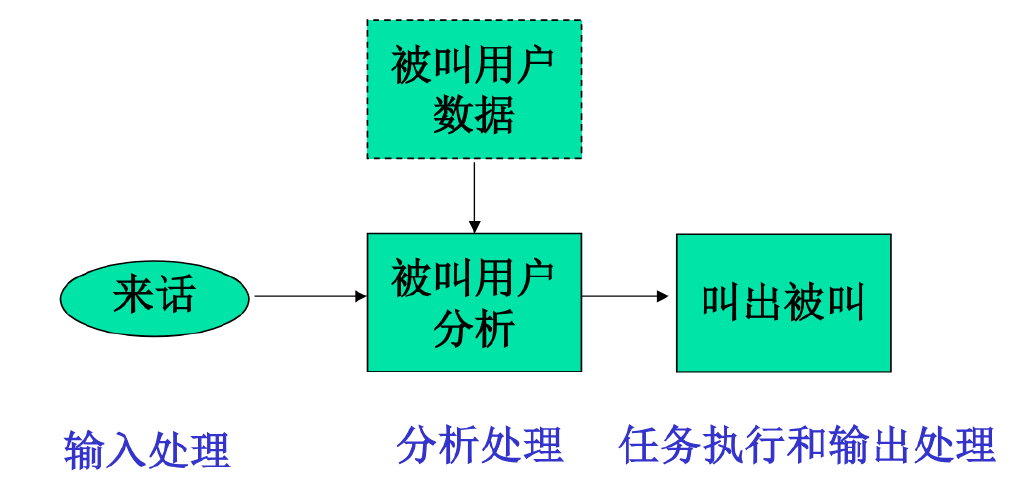 被叫用户
数据
来话
被叫用户
分析
叫出被叫
输入处理
分析处理
任务执行和输出处理